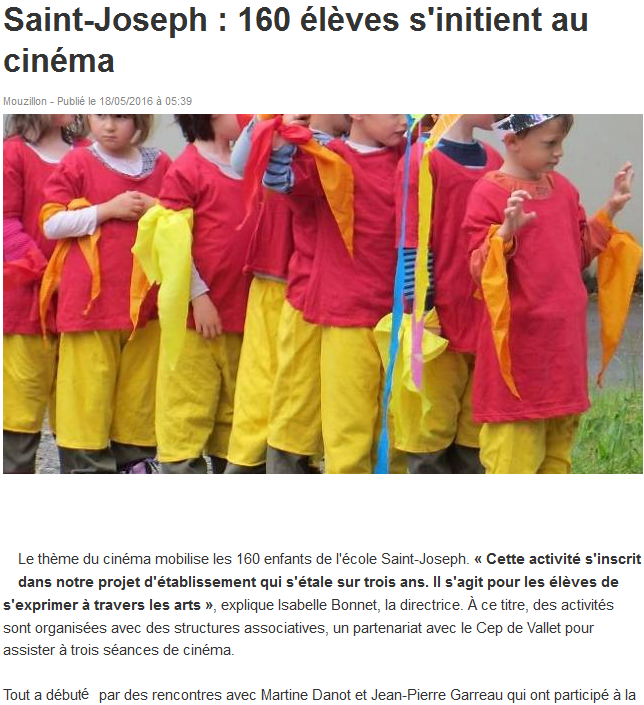 Saint-Joseph : 160 élèves s'initient au
cinéma
Mouzillon - Publié le 18/05/2016 à 05:39
Le thème du cinéma mobilise les 160 enfants de l'école Saint-Joseph. « Cette activité s'inscrit
dans notre projet d'établissement qui s'étale sur trois ans. Il s'agit pour les élèves de
s'exprimer à travers les arts », explique Isabelle Bonnet, la directrice. À ce titre, des activités
sont organisées avec des structures associatives, un partenariat avec le Cep de Vallet pour
assister à trois séances de cinéma.
Tout a débuté par des rencontres avec Martine Danot et Jean-Pierre Garreau qui ont participé à la